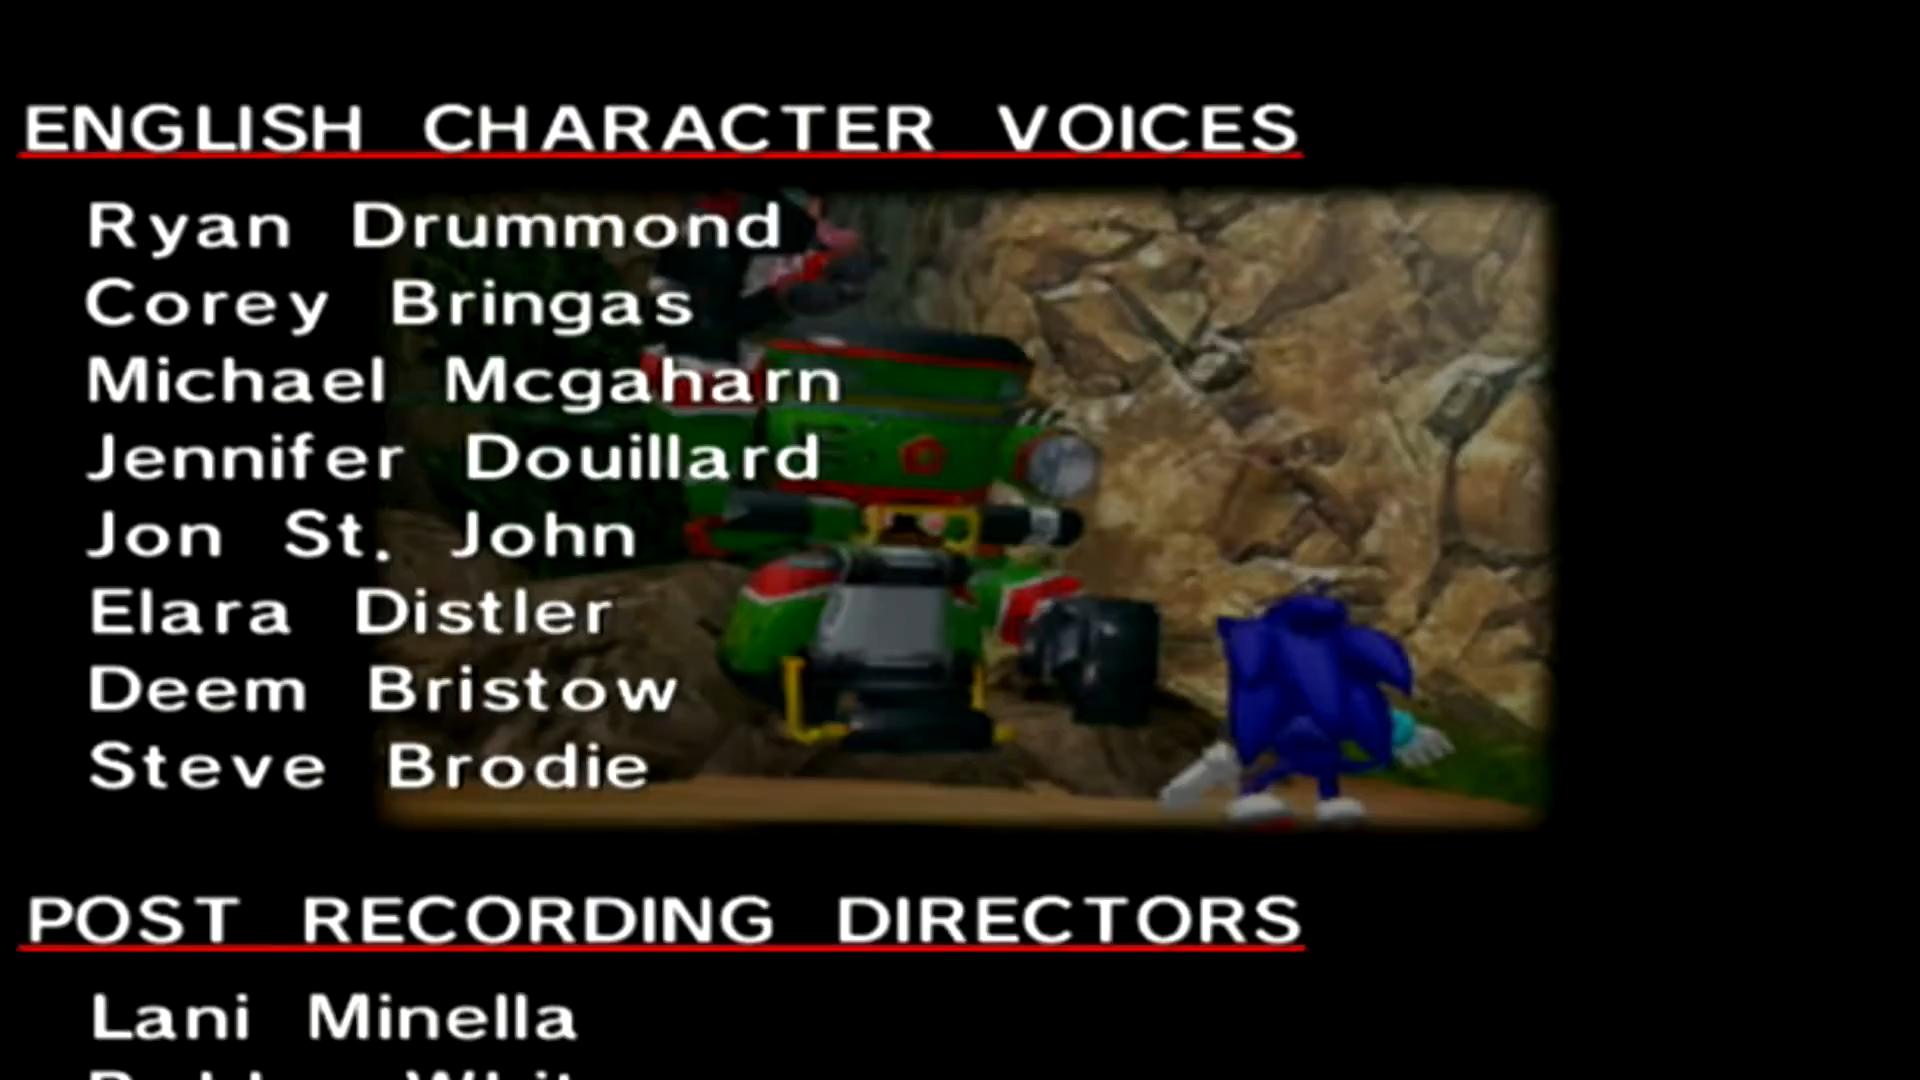 ENGLISH CHARACTER VOICES
Ryan Drummond
Corey Bringas
Michael Mcgaharn
Jennifer Douillard
Jon St. John
Elara Distler
Deem Bristow
Steve Brodie
POST RECORDING DIRECTORS
Lani Minella